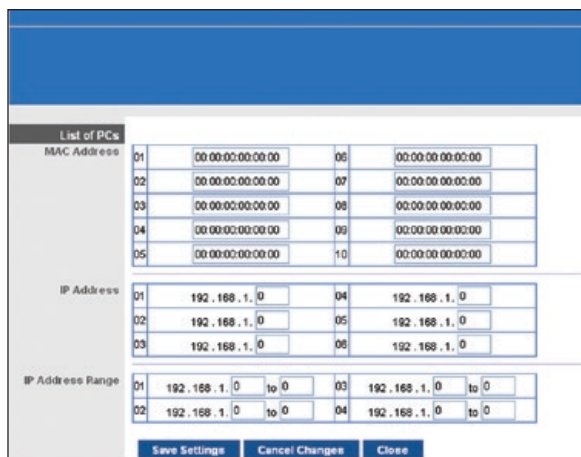 List of PCs
MAC Address
01 00:00:00:00:00:00 06 00:00:00:00:00:00
02 00:00:00:00:00:00 07 00:00:00:00:00:00
03 00:00:00:00:00:00 08 00:00:00:00:00:00
04 00:00:00:00:00:00 09 00:00:00:00:00:00
05 00:00:00:00:00:00 10 00:00:00:00:00:00
IP Address
01 192.168.1. 0 04 192.168.1. 0
02 192.168.1. 0 05 192.168.1. 0
03 192.168.1. 0 06 192.168.1. 0
IP Address Range
01 192.168.1. 0 to 0 03 192.168.1. 0 to 0
02 192.168.1. 0 to 0 04 192.168.1. 0 to 0
Save Settings Cancel Changes Close